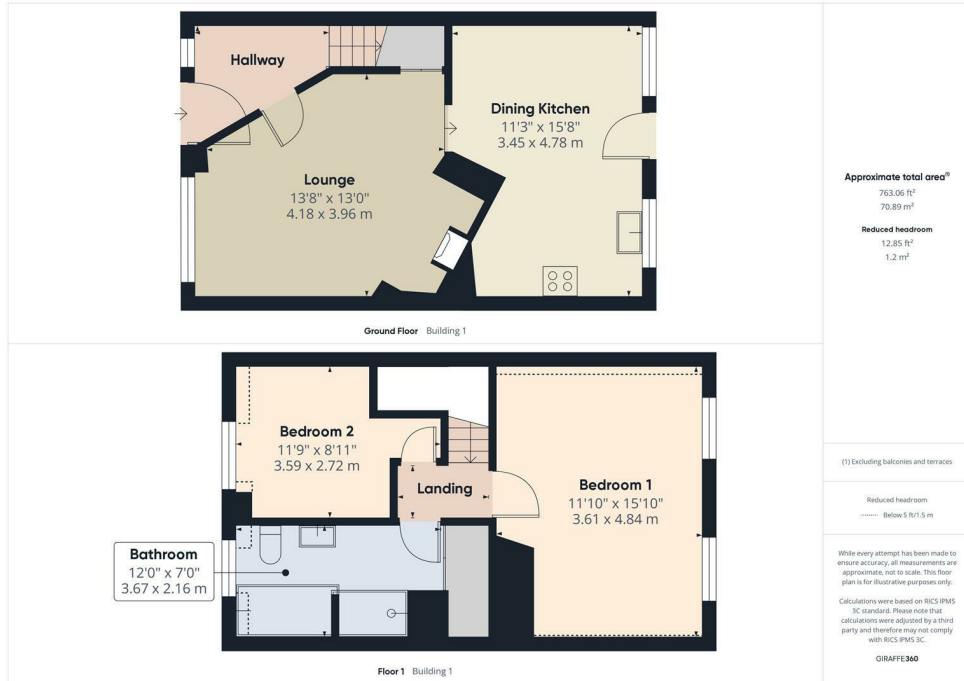 Hallway
Dining Kitchen
11'3" x 15'8"
3.45 x 4.78 m
Lounge
13'8" x 13'0"
4.18 x 3.96 m
Ground Floor Building 1
Bedroom 2
11'9" x 8'11"
3.59 x 2.72 m
Landing
Bedroom 1
11'10" x 15'10"
3.61 x 4.84 m
Bathroom
12'0" x 7'0"
3.67 x 2.16 m
Floor 1 Building 1
Approximate total area(1)
763.06 ft²
70.89 m²
Reduced headroom
12.85 ft²
1.2 m²
(1) Excluding balconies and terraces
Reduced headroom
Below 5 ft/1.5 m
While every attempt has been made to
ensure accuracy, all measurements are
approximate, not to scale. This floor
plan is for illustrative purposes only.
Calculations were based on RICS IPMS
3C standard. Please note that
calculations were adjusted by a third
party and therefore may not comply
with RICS IPMS 3C.
GIRAFFE360